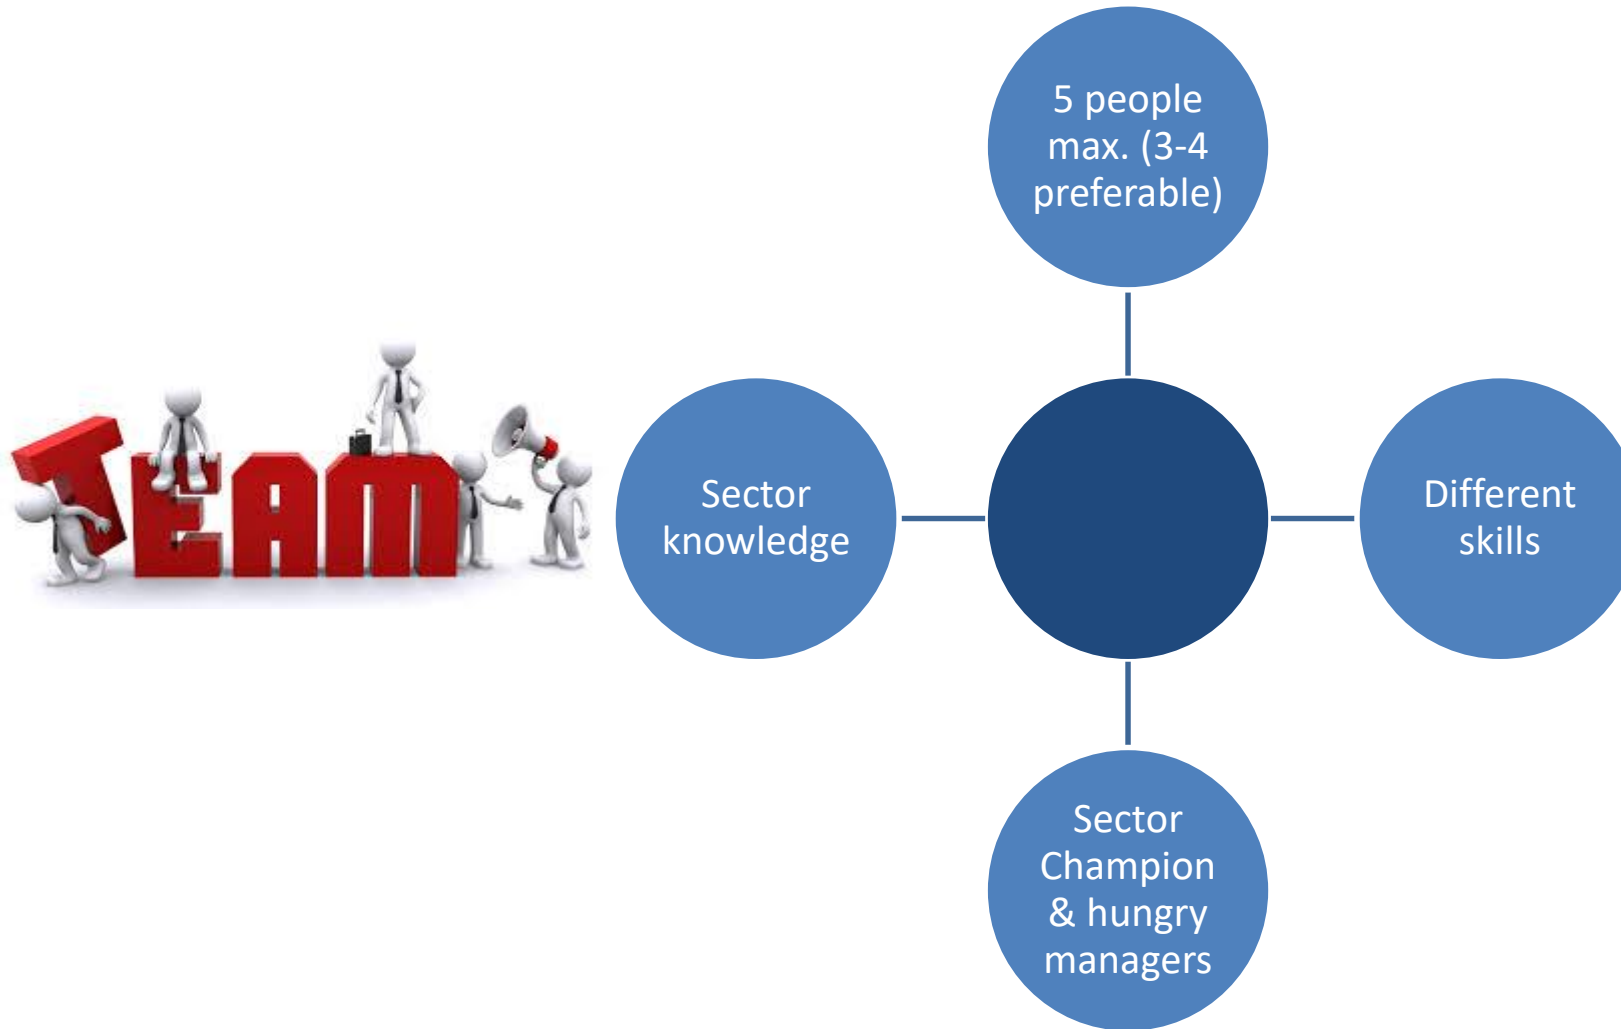 5 people
max. (3-4
preferable)
TEAM
Sector
knowledge
Different
skills
Sector
Champion
& hungry
managers